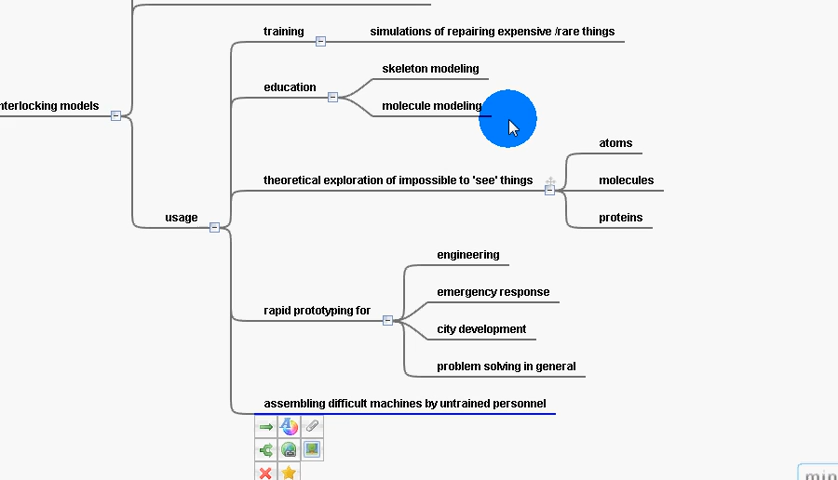 training
simulations of repairing expensive /rare things
skeleton modeling
education
nterlocking models
molecule modeling
atoms
theoretical exploration of impossible to 'see' things
molecules
usage
proteins
engineering
emergency response
rapid prototyping for
city development
problem solving in general
assembling difficult machines by untrained personnel